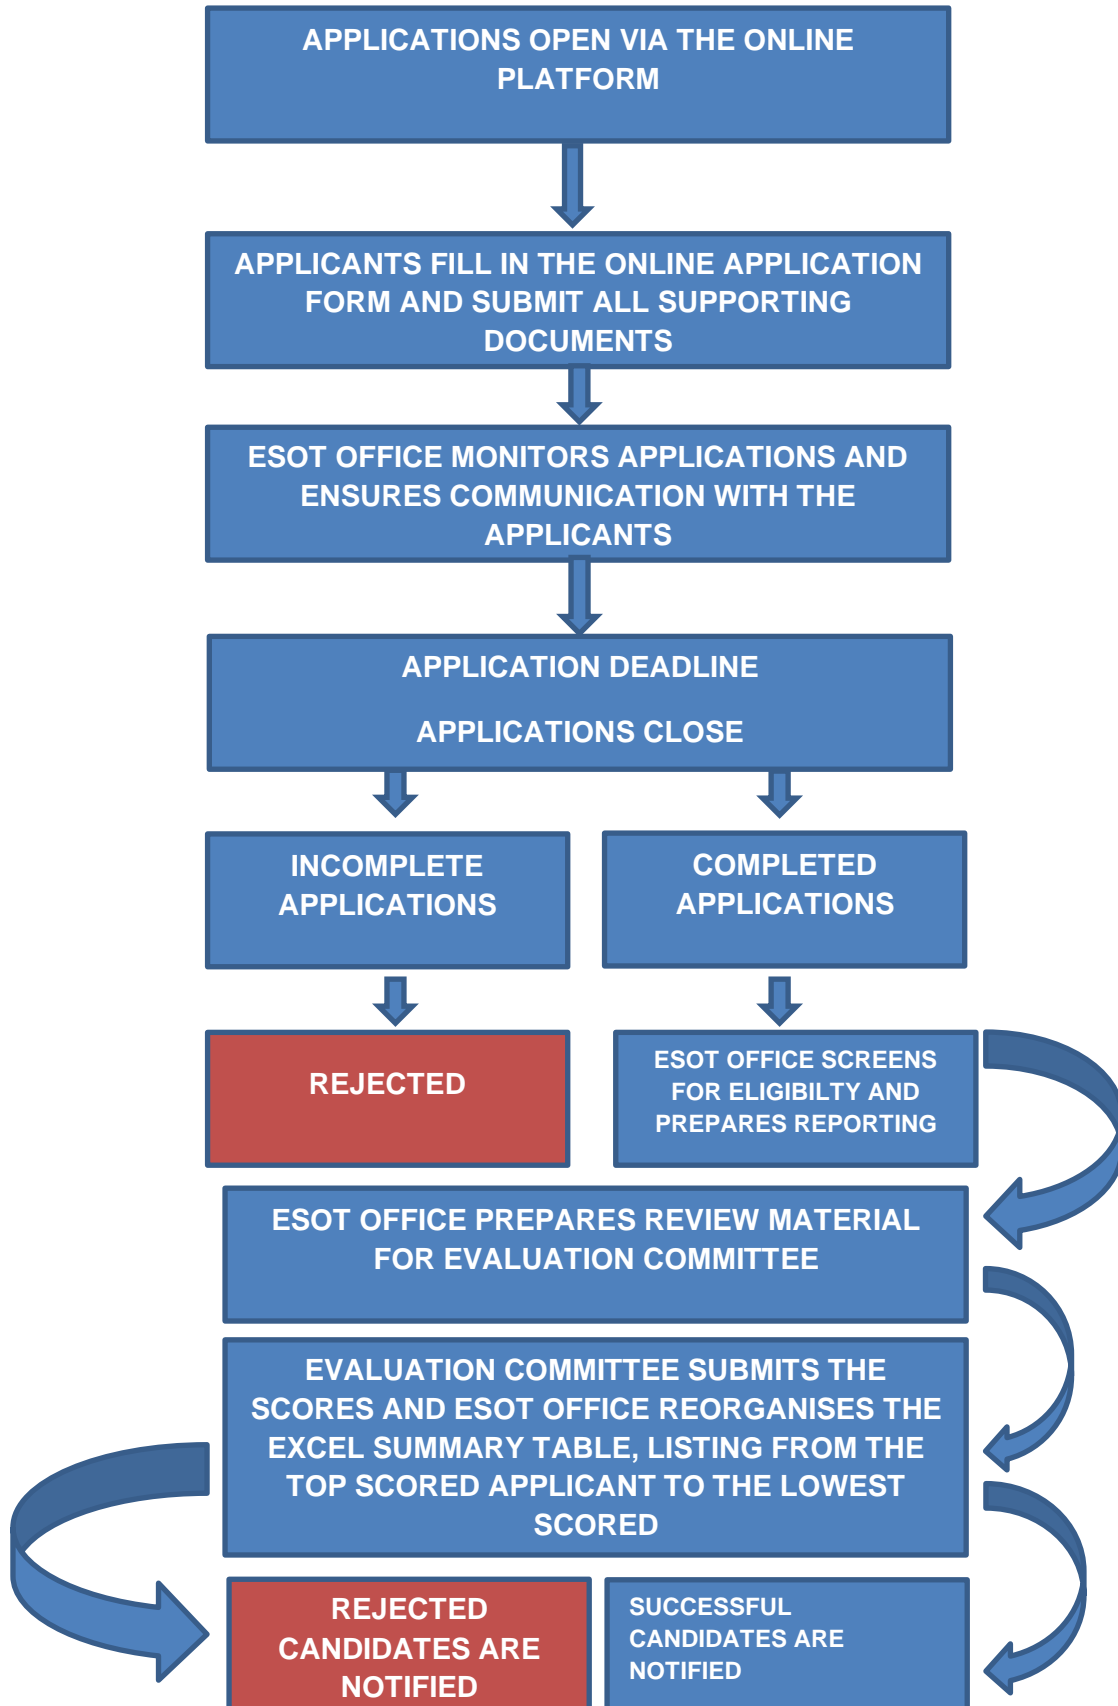 APPLICATIONS OPEN VIA THE ONLINE
PLATFORM
APPLICANTS FILL IN THE ONLINE APPLICATION
FORM AND SUBMIT ALL SUPPORTING
DOCUMENTS
ESOT OFFICE MONITORS APPLICATIONS AND
ENSURES COMMUNICATION WITH THE
APPLICANTS
APPLICATION DEADLINE
APPLICATIONS CLOSE
INCOMPLETE
APPLICATIONS
COMPLETED
APPLICATIONS
REJECTED
ESOT OFFICE SCREENS
FOR ELIGIBILTY AND
PREPARES REPORTING
ESOT OFFICE PREPARES REVIEW MATERIAL
FOR EVALUATION COMMITTEE
EVALUATION COMMITTEE SUBMITS THE
SCORES AND ESOT OFFICE REORGANISES THE
EXCEL SUMMARY TABLE, LISTING FROM THE
TOP SCORED APPLICANT TO THE LOWEST
SCORED
REJECTED
CANDIDATES ARE
NOTIFIED
SUCCESSFUL
CANDIDATES ARE
NOTIFIED